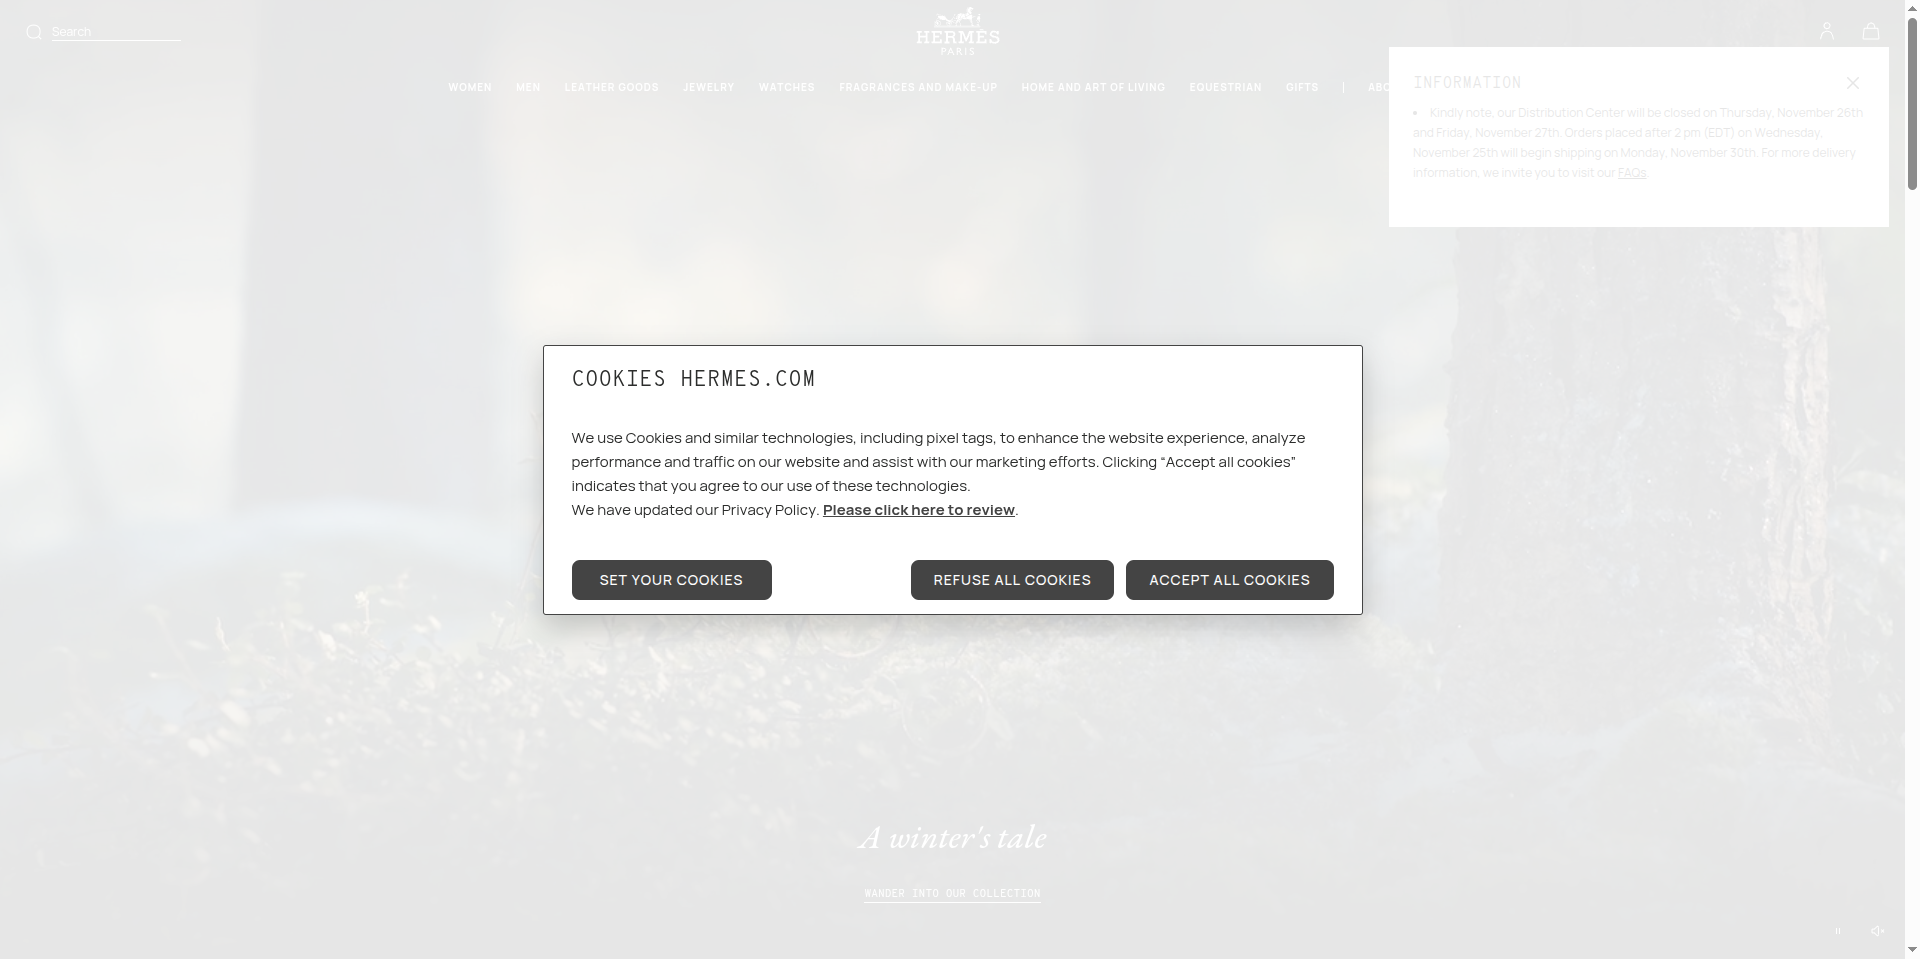 Search
HERMÈS
PARIS
WOMEN MEN LEATHER GOODS JEWELRY WATCHES FRAGRANCES AND MAKE-UP HOME AND ART OF LIVING EQUESTRIAN GIFTS | ABO
INFORMATION
• Kindly note, our Distribution Center will be closed on Thursday, November 26th
and Friday, November 27th. Orders placed after 2 pm (EDT) on Wednesday,
November 25th will begin shipping on Monday, November 30th. For more delivery
information, we invite you to visit our FAQs.
COOKIES HERMES.COM
We use Cookies and similar technologies, including pixel tags, to enhance the website experience, analyze
performance and traffic on our website and assist with our marketing efforts. Clicking “Accept all cookies”
indicates that you agree to our use of these technologies.
We have updated our Privacy Policy. Please click here to review.
SET YOUR COOKIES REFUSE ALL COOKIES ACCEPT ALL COOKIES
A winter's tale
WANDER INTO OUR COLLECTION